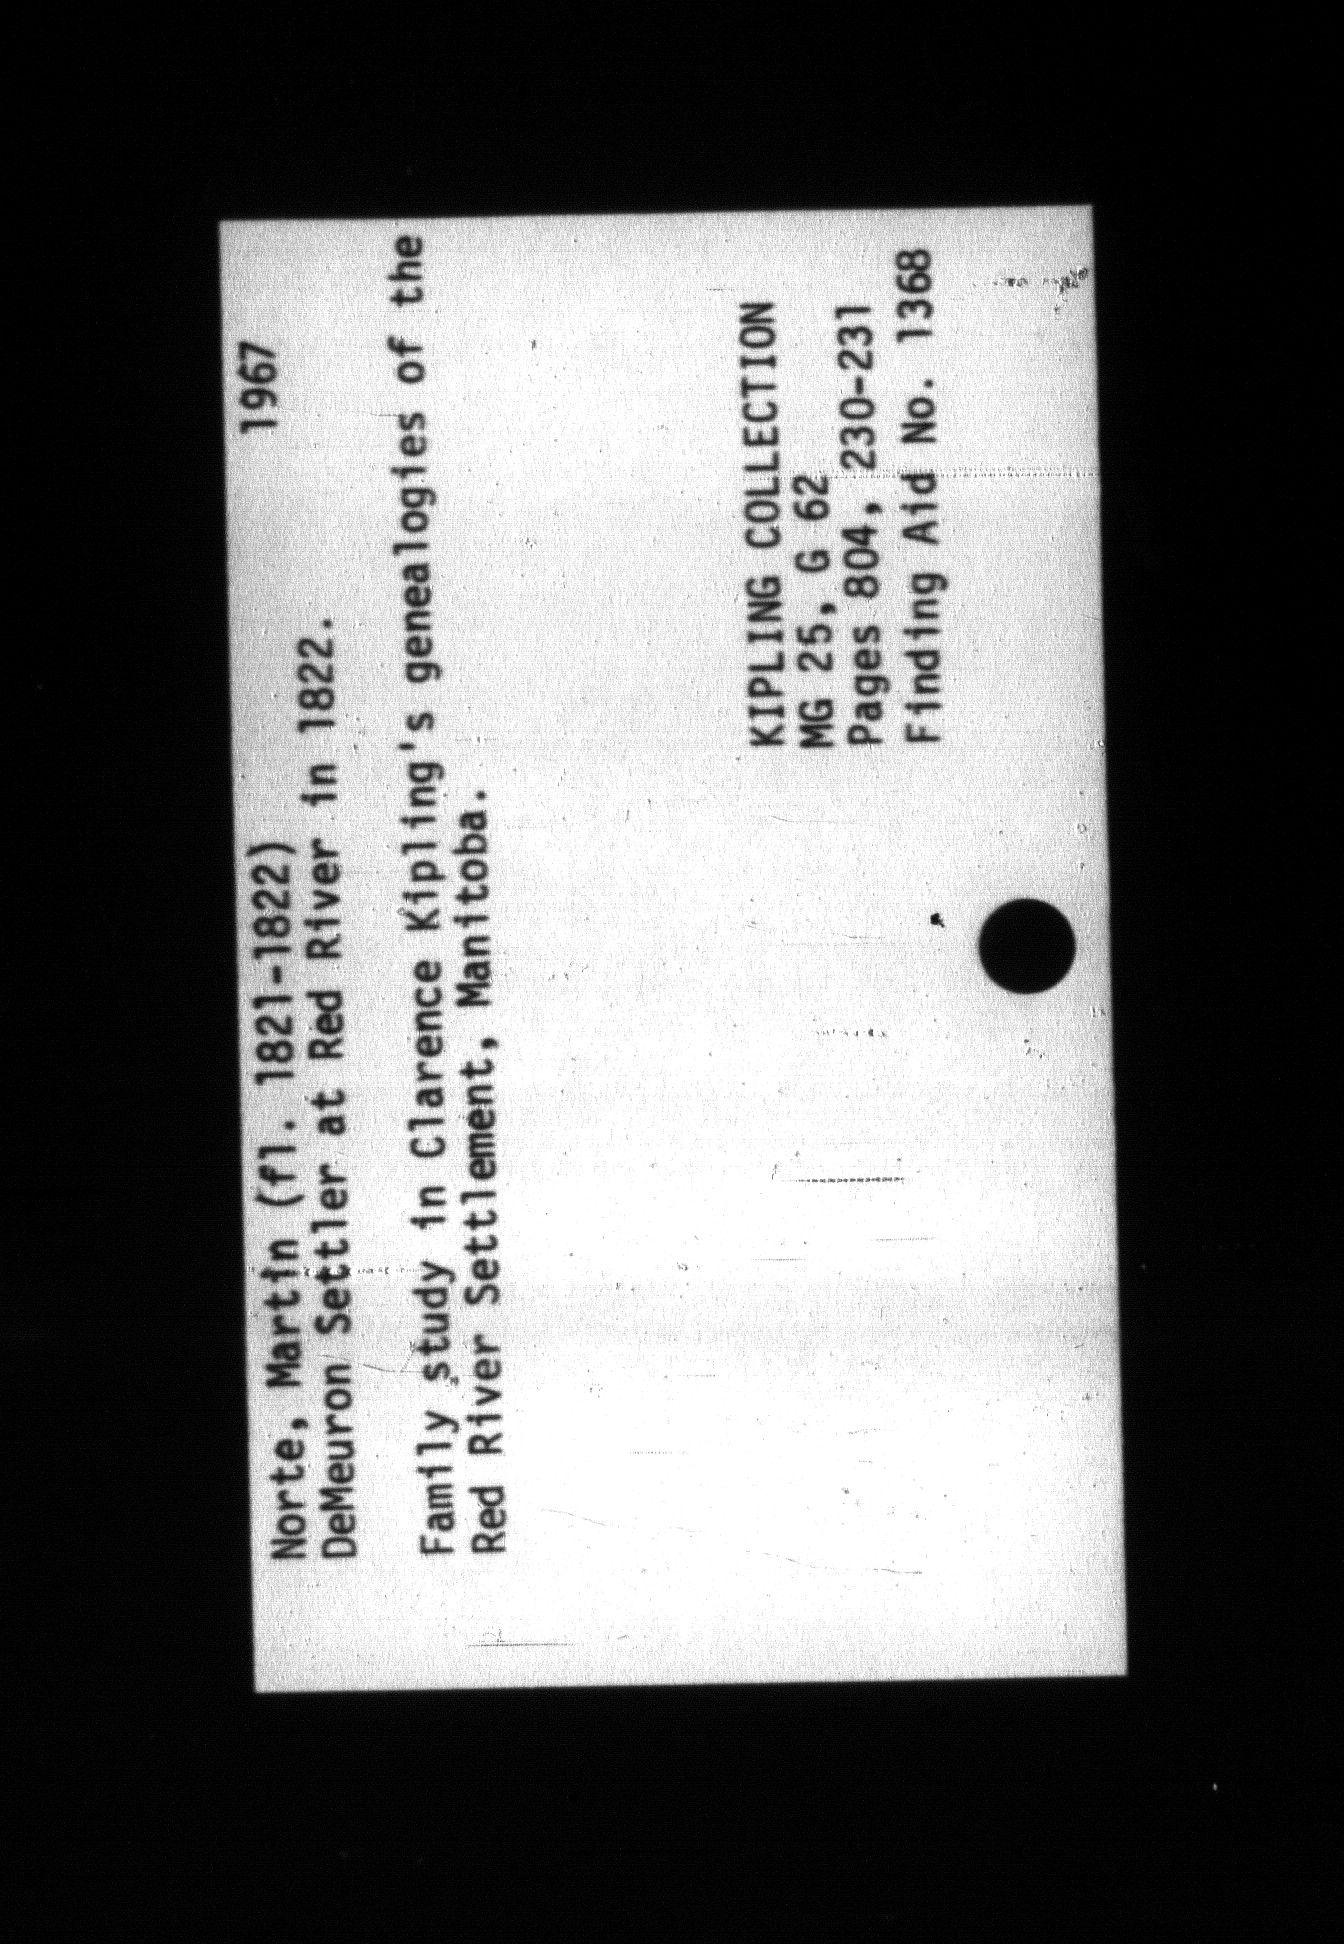 Norte, Martin (fl. 1821-1822) 1967
DeMeuron Settler at Red River in 1822.
Family study in Clarence Kipling's genealogies of the
Red River Settlement, Manitoba.
KIPLING COLLECTION
MG 25, G 62
Pages 804, 230-231
Finding Aid No. 1368